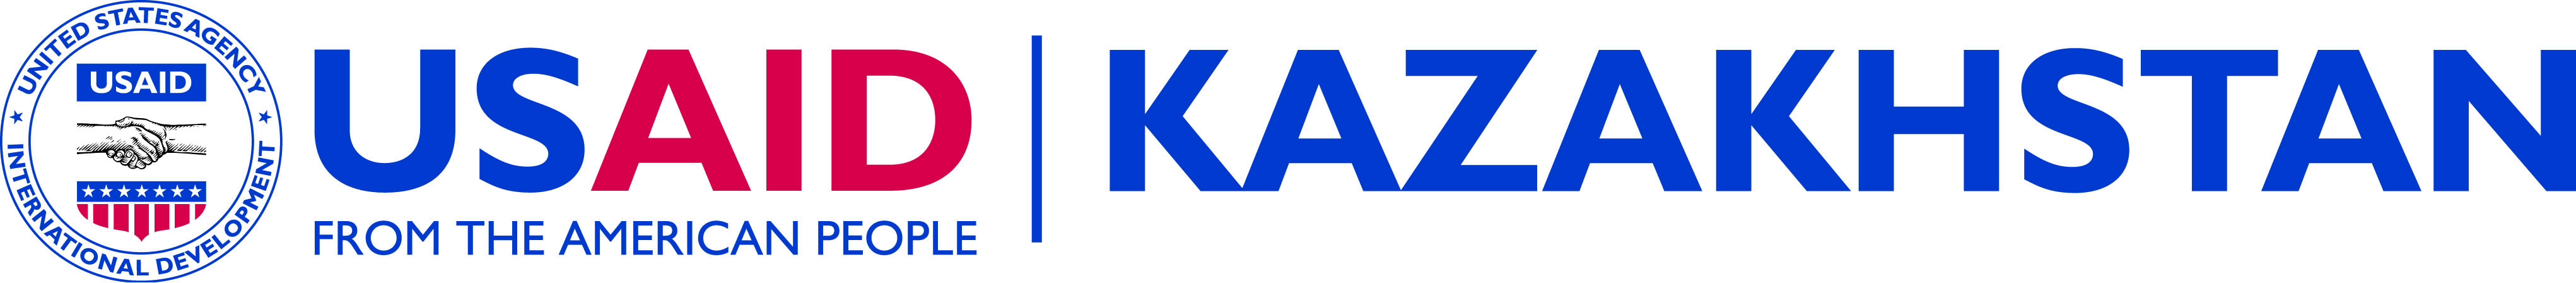 UNITED STATES AGENCY
INTERNATIONAL DEVELOPMENT
USAID
USAID
FROM THE AMERICAN PEOPLE
KAZAKHSTAN